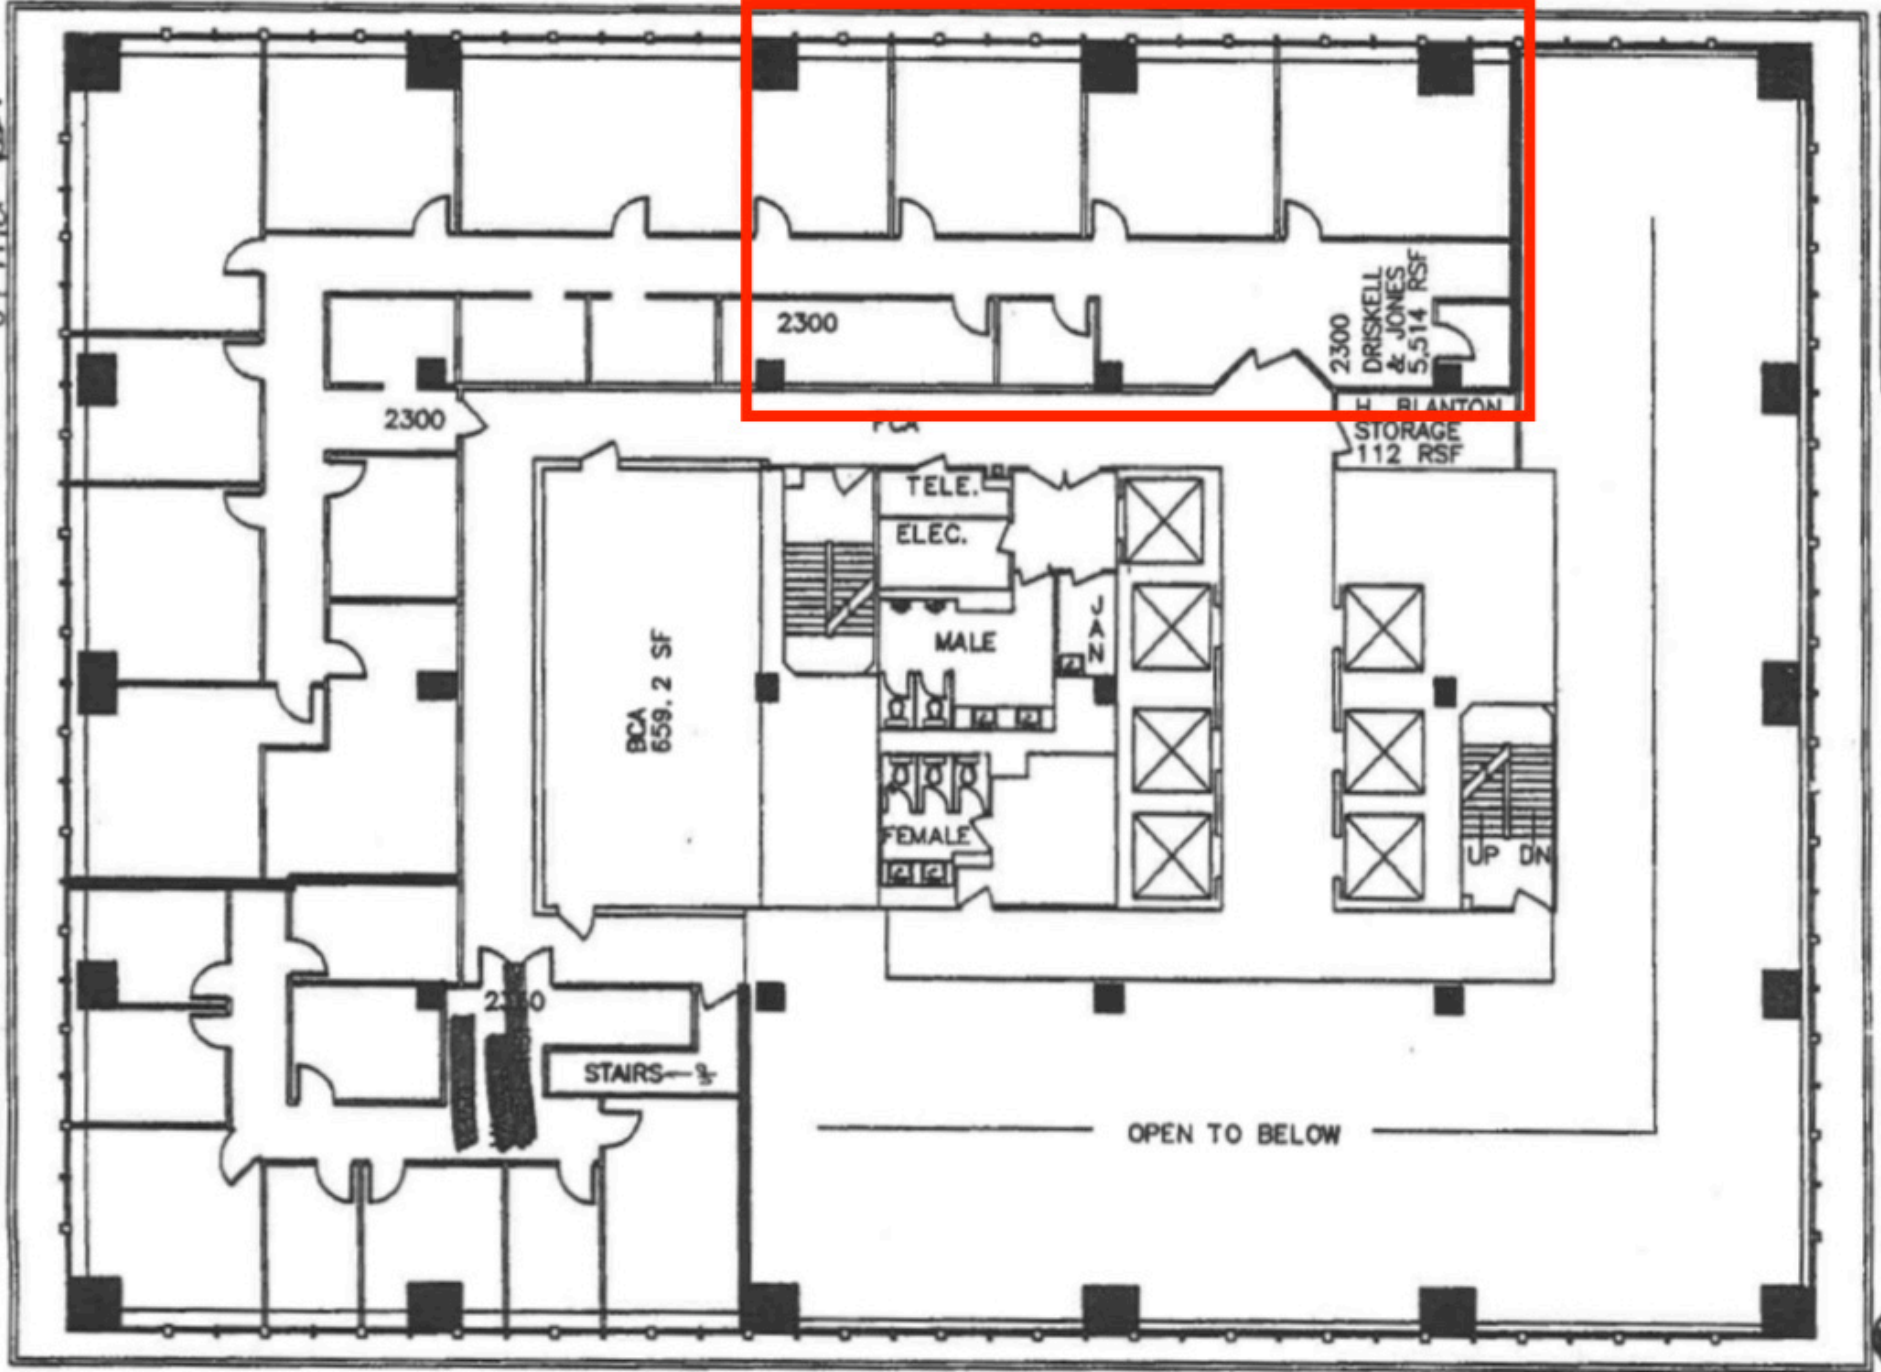 2300
2300
DRISKELL
& JONES
5,514 RSF
2300
STORAGE
112 RSF
TELE.
ELEC.
MALE
JAN
BCA
659.2 SF
FEMALE
UP DN
STAIRS
OPEN TO BELOW